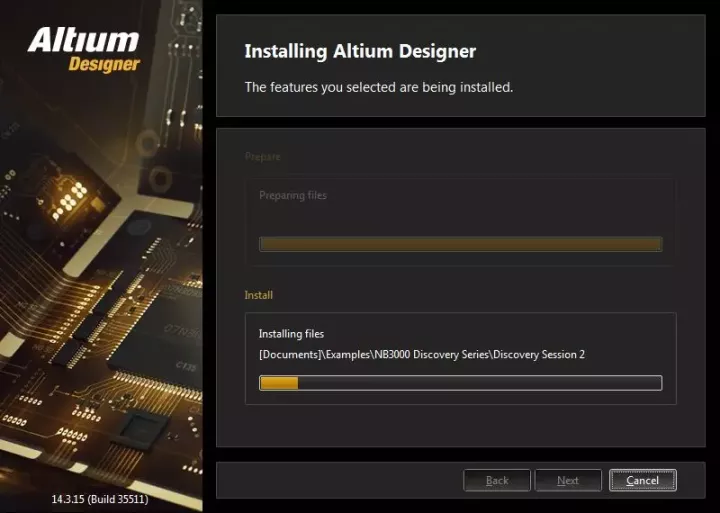 Altium
Designer
Installing Altium Designer
The features you selected are being installed.
Prepare
Preparing files
Install
Installing files
[Documents]\Examples\NB3000 Discovery Series\Discovery Session 2
14.3.15 (Build 35511)
Back
Next
Cancel